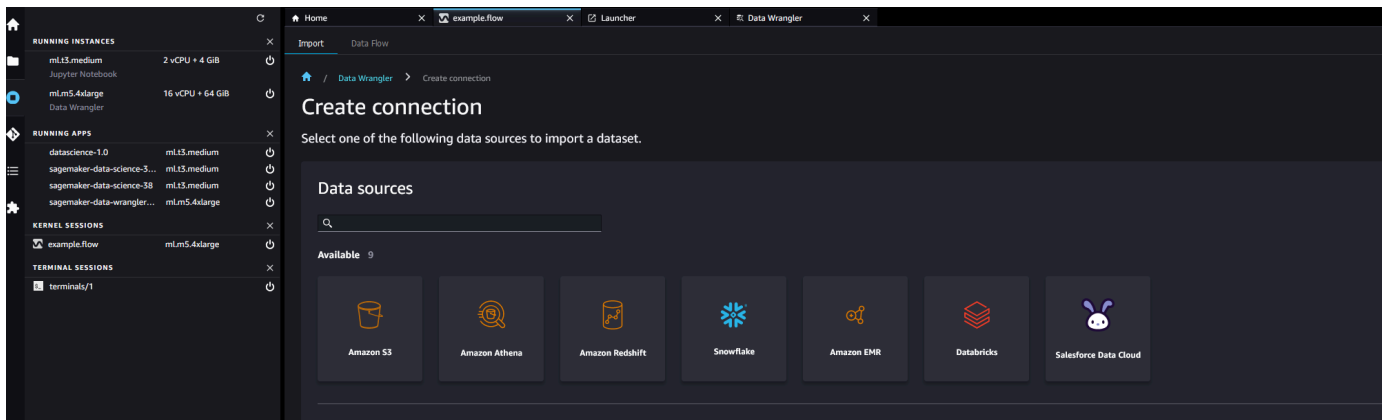 Home
example.flow
Launcher
Data Wrangler
RUNNING INSTANCES
ml.t3.medium 2 vCPU + 4 GiB
Jupyter Notebook
ml.m5.4xlarge 16 vCPU + 64 GiB
Data Wrangler
RUNNING APPS
datascience-1.0 ml.t3.medium
sagemaker-data-science-3... ml.t3.medium
sagemaker-data-science-38 ml.t3.medium
sagemaker-data-wrangler... ml.m5.4xlarge
KERNEL SESSIONS
example.flow ml.m5.4xlarge
TERMINAL SESSIONS
terminals/1
Import Data Flow
/ Data Wrangler > Create connection
Create connection
Select one of the following data sources to import a dataset.
Data sources
Available 9
Amazon S3
Amazon Athena
Amazon Redshift
Snowflake
Amazon EMR
Databricks
Salesforce Data Cloud